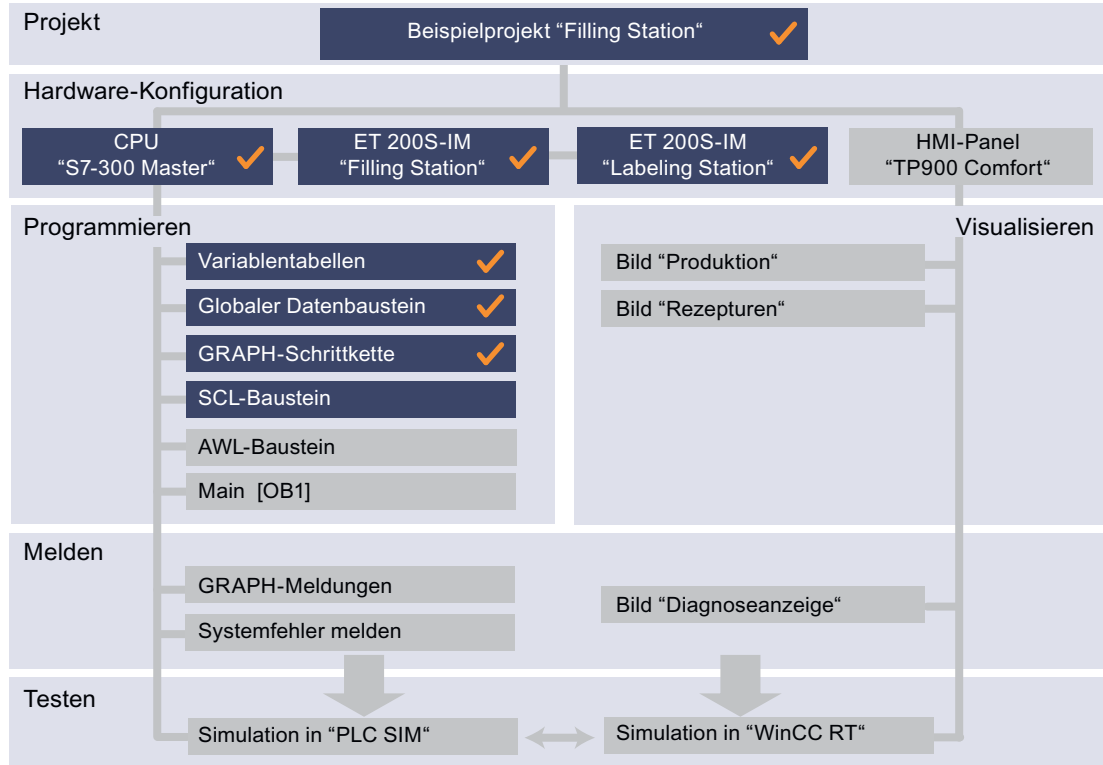 Projekt
Beispielprojekt “Filling Station“
Hardware-Konfiguration
CPU
“S7-300 Master“
ET 200S-IM
“Filling Station“
ET 200S-IM
“Labeling Station“
HMI-Panel
“TP900 Comfort“
Programmieren
Variablentabellen
Globaler Datenbaustein
GRAPH-Schrittkette
SCL-Baustein
AWL-Baustein
Main [OB1]
Visualisieren
Bild “Produktion“
Bild “Rezepturen“
Melden
GRAPH-Meldungen
Systemfehler melden
Bild “Diagnoseanzeige“
Testen
Simulation in “PLC SIM“
Simulation in “WinCC RT“